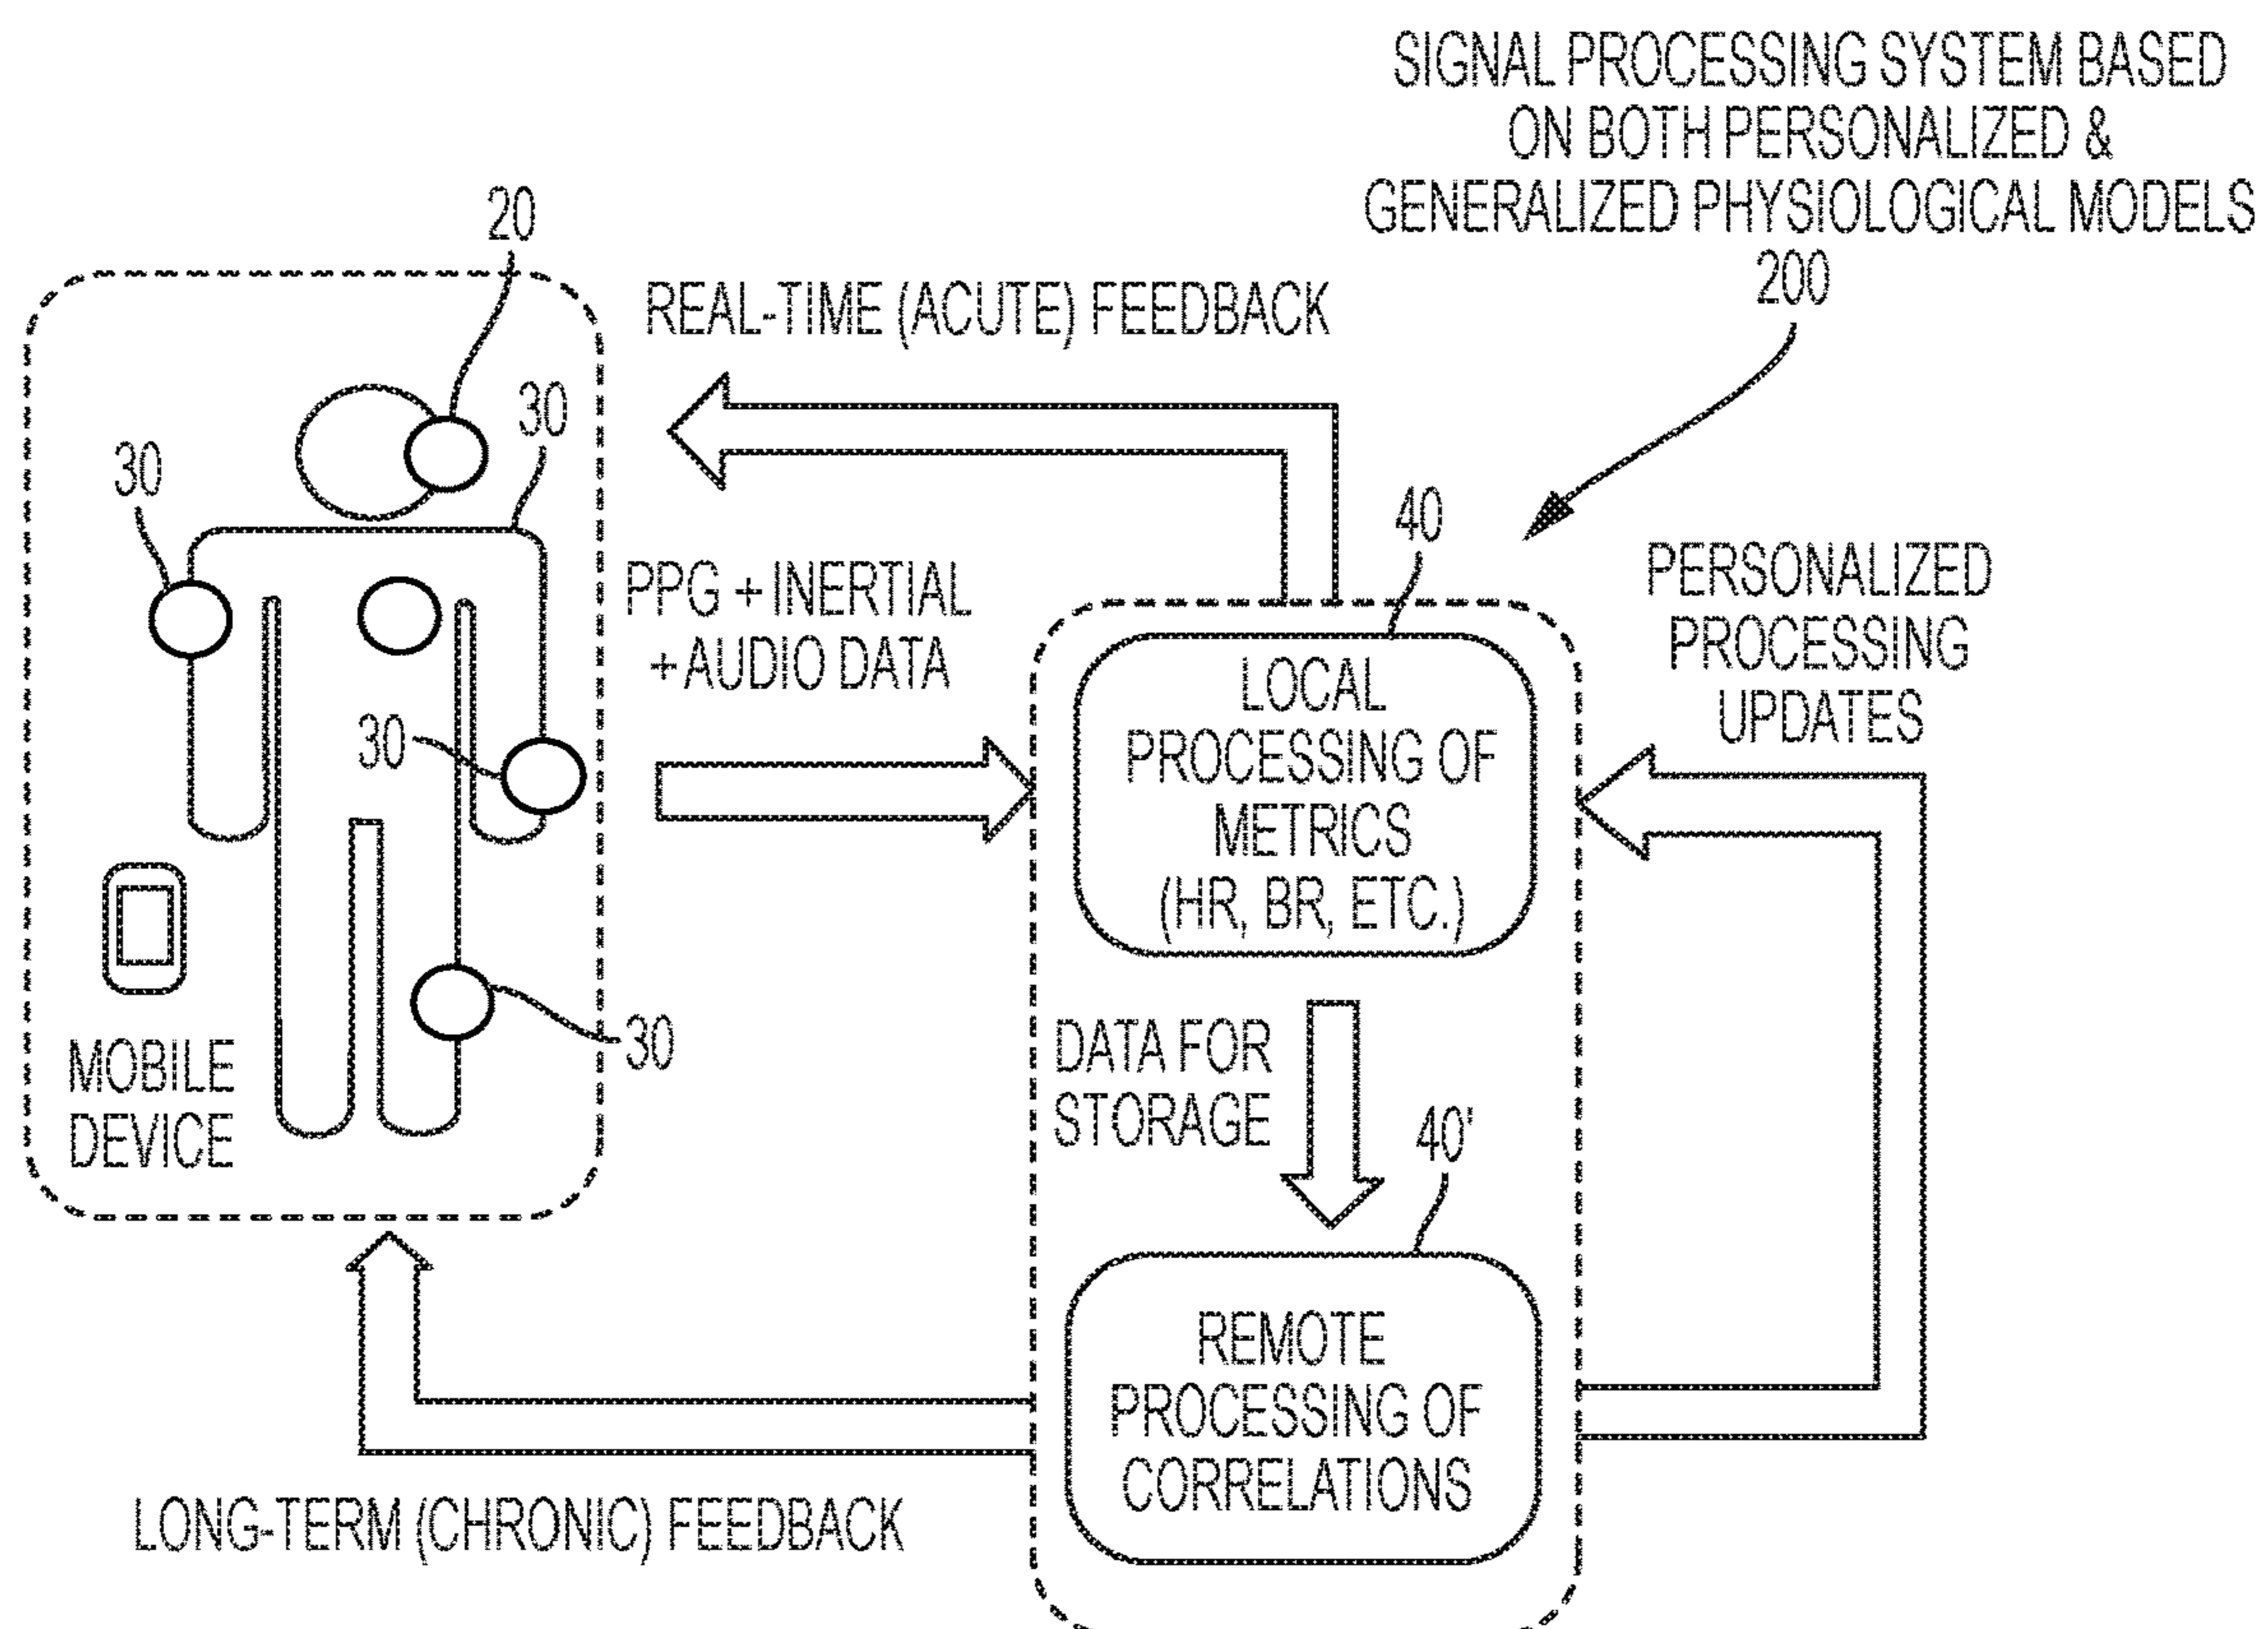 SIGNAL PROCESSING SYSTEM BASED
ON BOTH PERSONALIZED &
GENERALIZED PHYSIOLOGICAL MODELS
200
20
REAL-TIME (ACUTE) FEEDBACK
30
30
40
PPG + INERTIAL
+ AUDIO DATA
PERSONALIZED
PROCESSING
UPDATES
LOCAL
PROCESSING OF
METRICS
(HR, BR, ETC.)
30
30
MOBILE
DEVICE
DATA FOR
STORAGE
40'
REMOTE
PROCESSING OF
CORRELATIONS
LONG-TERM (CHRONIC) FEEDBACK